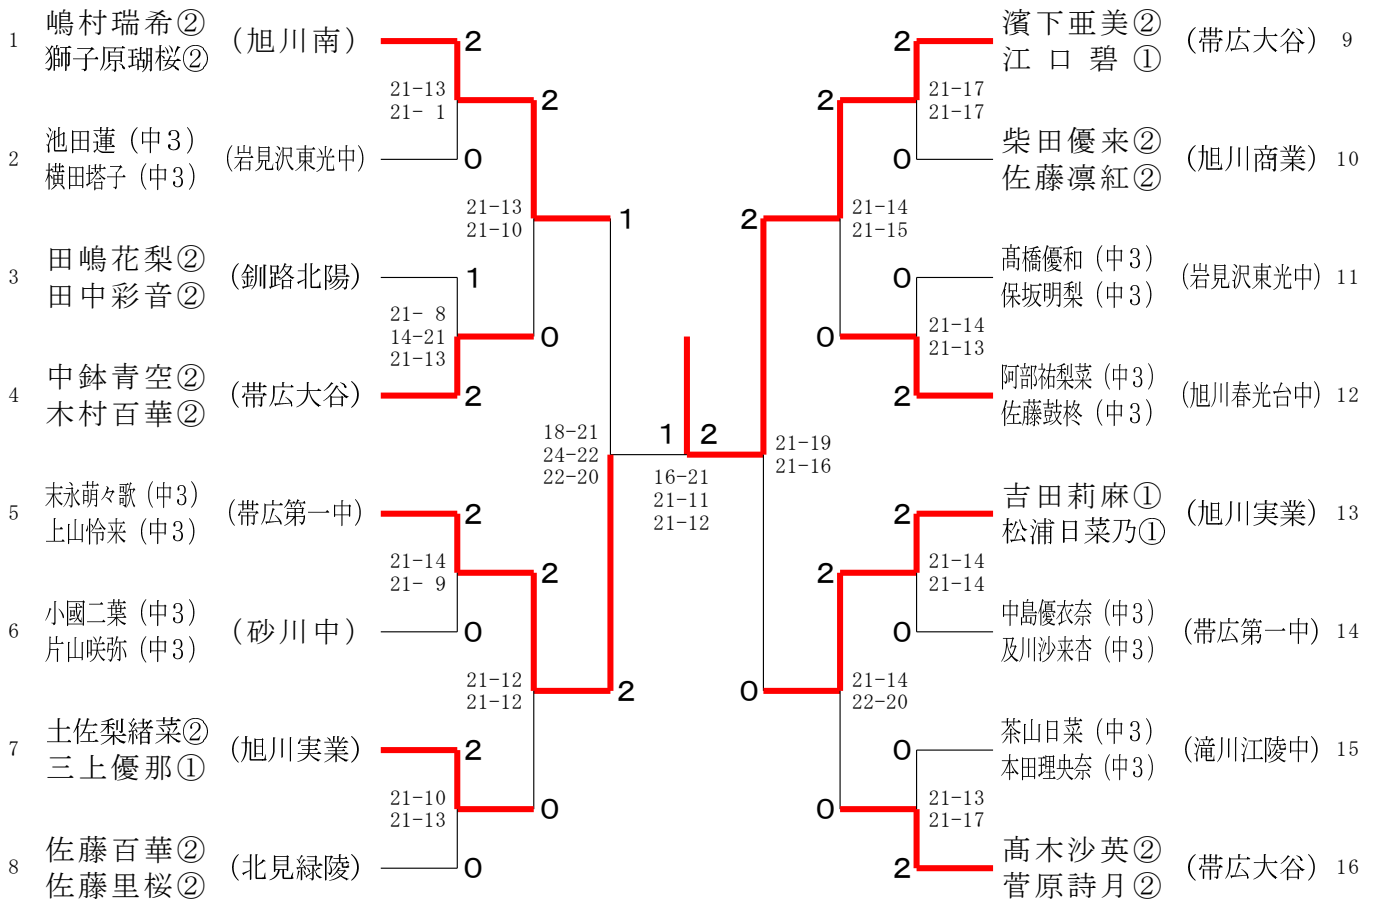 1 嶋村瑞希② 獅子原瑚桜② (旭川南) 2
21-13
21- 1
2
2 池田蓮 (中3) 横田塔子 (中3) (岩見沢東光中) 0
21-13
21-10
1
3 田嶋花梨② 田中彩音② (釧路北陽) 1
21- 8
14-21
21-13
0
4 中鉢青空② 木村百華② (帯広大谷) 2
18-21
24-22
22-20
5 末永萌々歌 (中3) 上山怜来 (中3) (帯広第一中) 2
21-14
21- 9
2
6 小國二葉 (中3) 片山咲弥 (中3) (砂川中) 0
21-12
21-12
2
7 土佐梨緒菜② 三上優那① (旭川実業) 2
21-10
21-13
0
8 佐藤百華② 佐藤里桜② (北見緑陵) 0
1 2
16-21
21-11
21-12
2 濱下亜美② 江口碧① (帯広大谷) 9
2
21-17
21-17
0 柴田優来② 佐藤凛紅② (旭川商業) 10
2
21-14
21-15
0 髙橋優和 (中3) 保坂明梨 (中3) (岩見沢東光中) 11
0
21-14
21-13
2 阿部祐梨菜 (中3) 佐藤鼓柊 (中3) (旭川春光台中) 12
21-19
21-16
2 吉田莉麻① 松浦日菜乃① (旭川実業) 13
2
21-14
21-14
0 中島優衣奈 (中3) 及川沙来杏 (中3) (帯広第一中) 14
0
21-14
22-20
0 茶山日菜 (中3) 本田理央奈 (中3) (滝川江陵中) 15
0
21-13
21-17
2 髙木沙英② 菅原詩月② (帯広大谷) 16